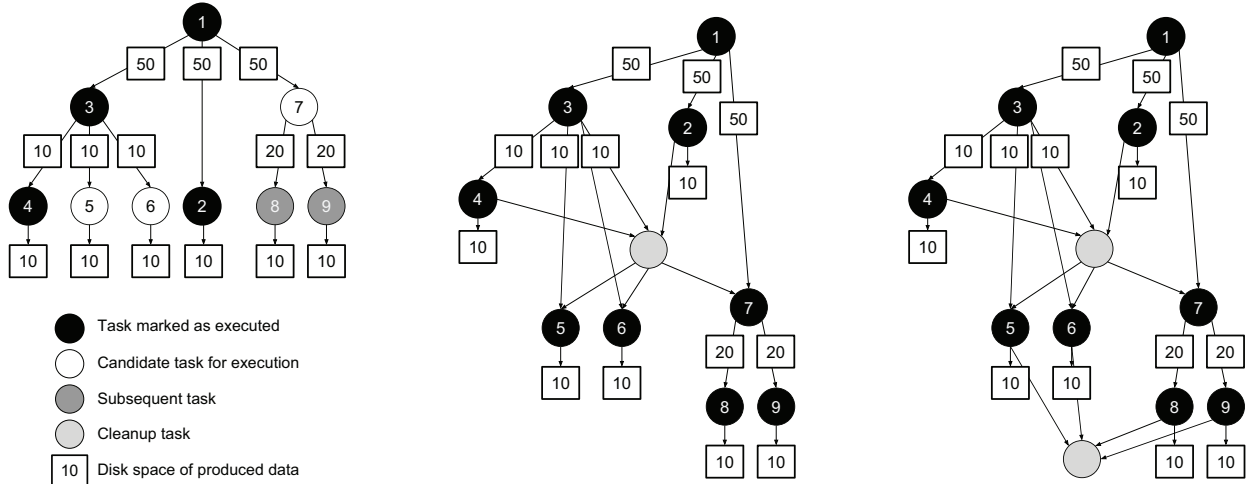 1
50 50 50
3 7
10 10 10 20 20
4 5 6 2 8 9
10 10 10 10 10 10
Task marked as executed
Candidate task for execution
Subsequent task
Cleanup task
10 Disk space of produced data
1
50 50
3
50
2
10 10 10
10
4
10
7
5 6
20 20
10 10
8 9
10 10
1
50 50
3
50
2
10 10 10
10
4
10
7
5 6
20 20
10 10
8 9
10 10